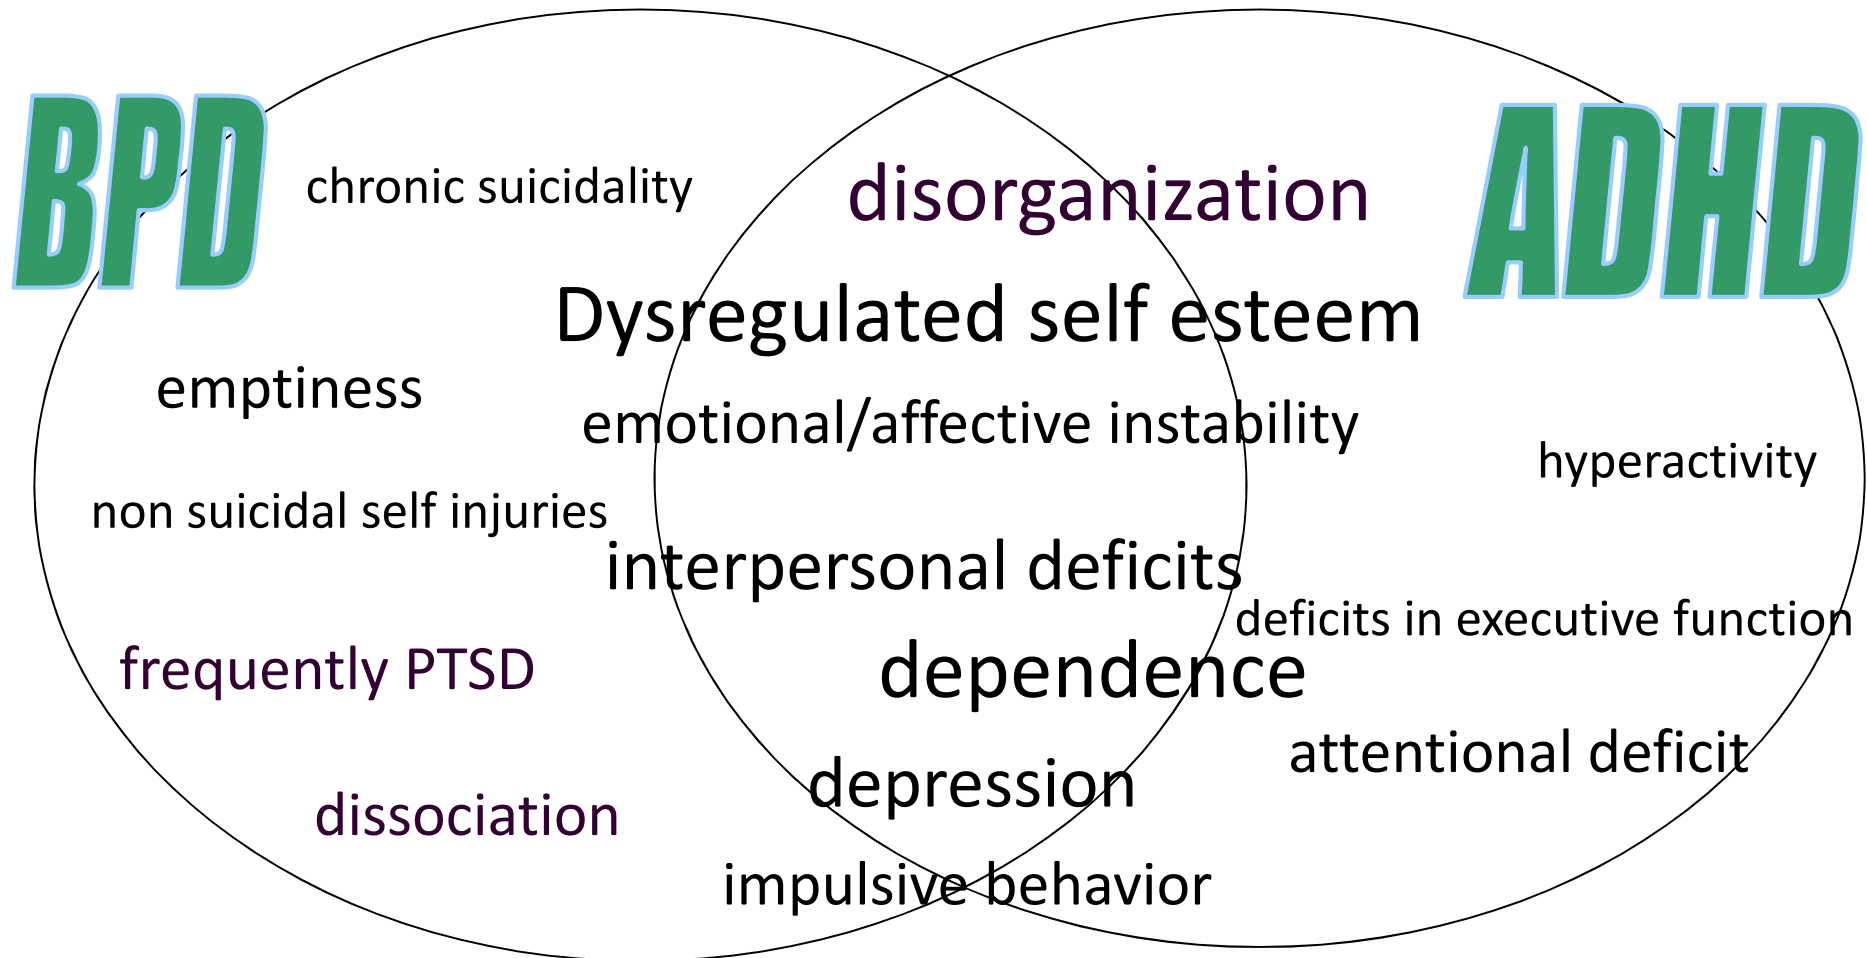 BPD
ADHD
chronic suicidality
disorganization
Dysregulated self esteem
emptiness
emotional/affective instability
hyperactivity
non suicidal self injuries
interpersonal deficits
deficits in executive function
frequently PTSD
dependence
attentional deficit
depression
dissociation
impulsive behavior